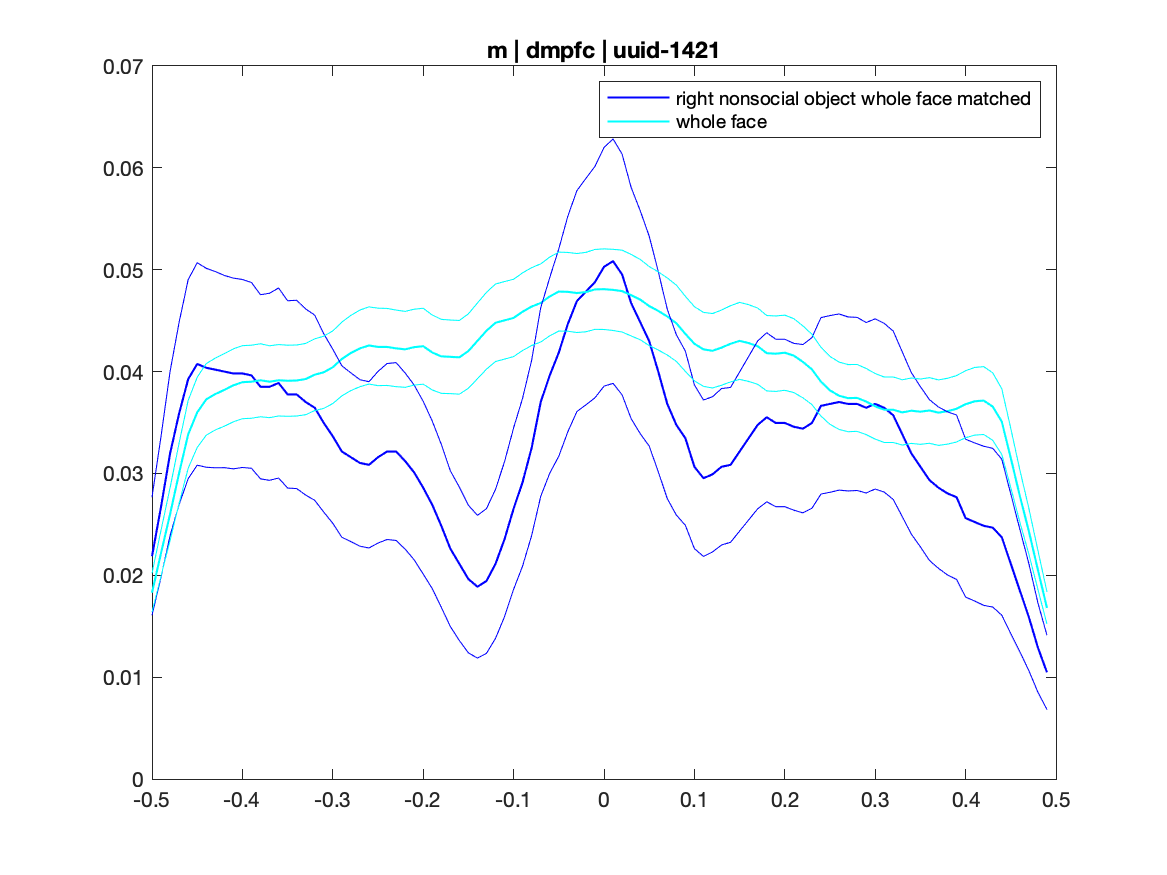 m | dmpfc | uuid-1421
right nonsocial object whole face matched
whole face
0.07
0.06
0.05
0.04
0.03
0.02
0.01
0
-0.5 -0.4 -0.3 -0.2 -0.1 0 0.1 0.2 0.3 0.4 0.5